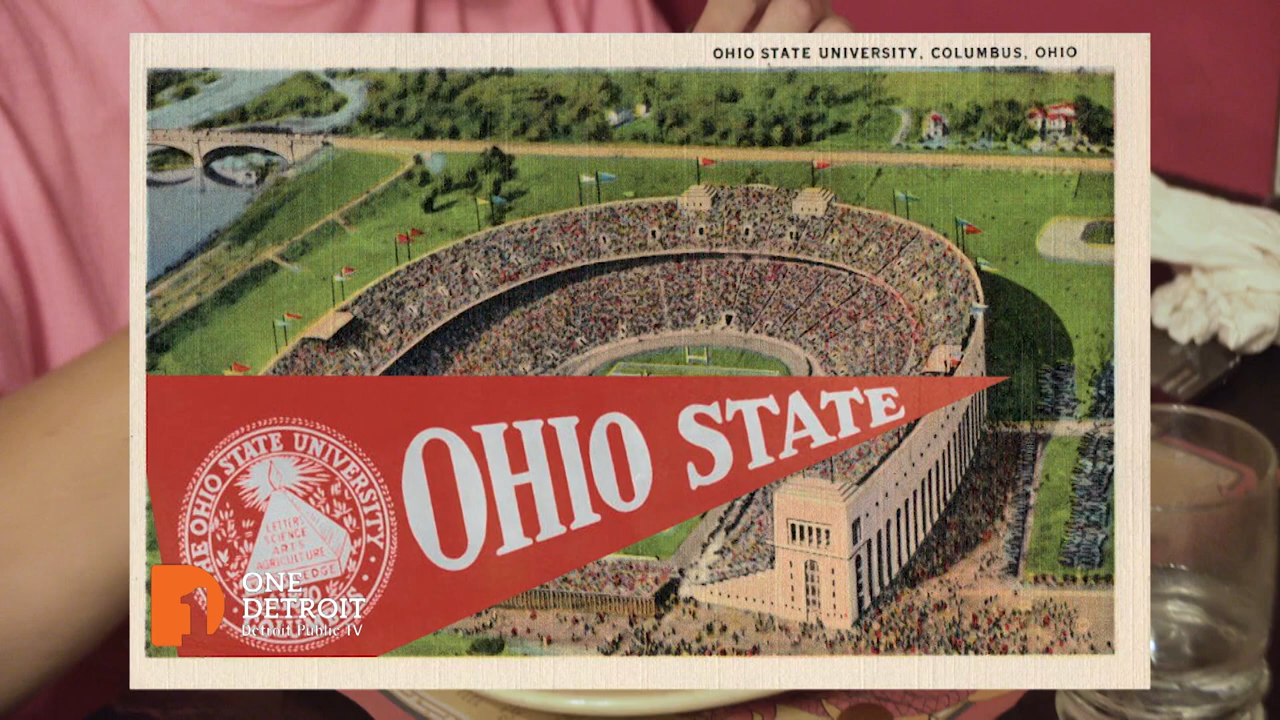 OHIO STATE UNIVERSITY, COLUMBUS, OHIO
OHIO STATE
OHIO STATE UNIVERSITY
LETTERS
SCIENCE
ARTS
AGRICULTURE
ONE
DETROIT
Detroit Public TV